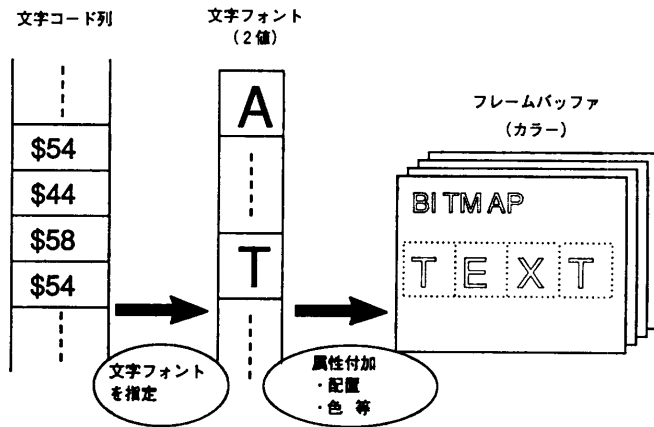 文字コード列
$54
$44
$58
$54
文字フォント
(2値)
A
T
フレームバッファ
(カラー)
BITMAP
TEXT
文字フォント
を指定
属性付加
・配置
・色 等